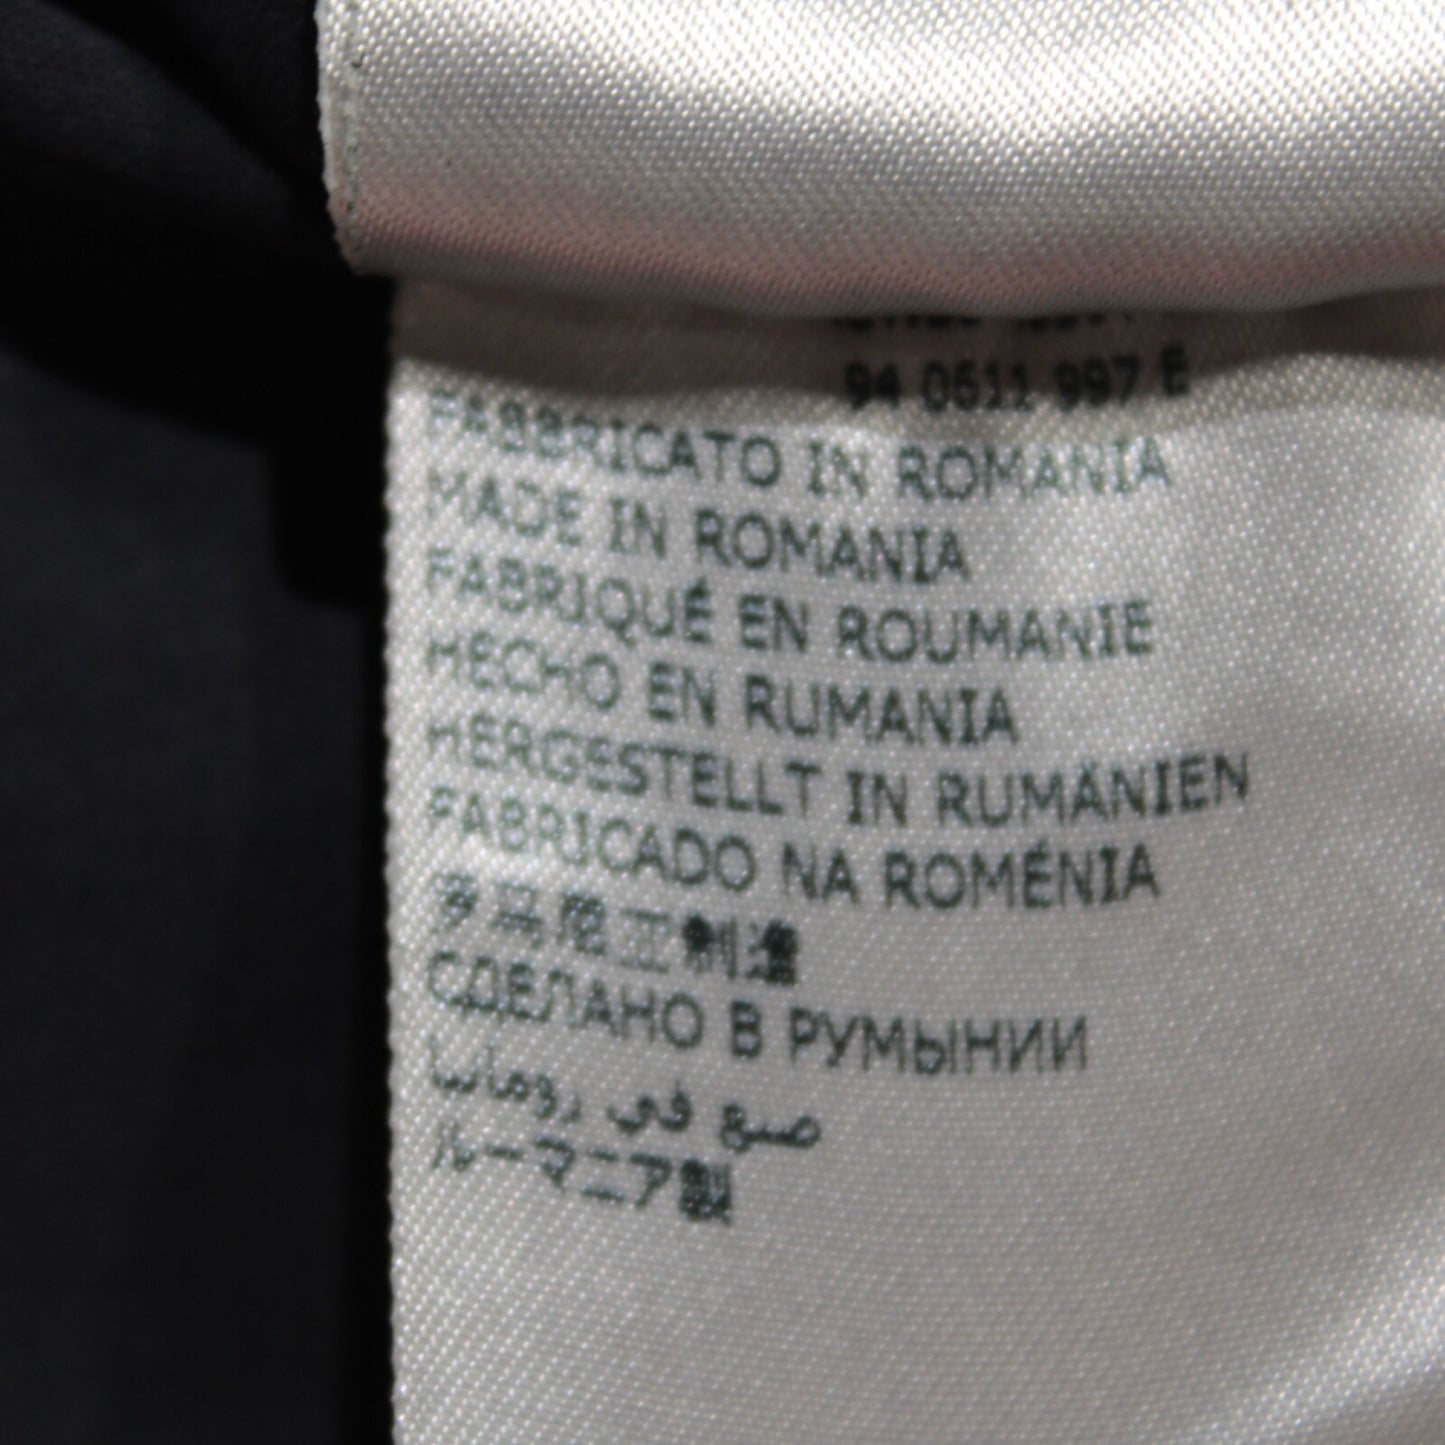 94 0611 997 E
FABBRICATO IN ROMANIA
MADE IN ROMANIA
FABRIQUÉ EN ROUMANIE
HECHO EN RUMANIA
HERGESTELLT IN RUMÄNIEN
FABRICADO NA ROMÉNIA
罗马尼亚制造
СДЕЛАНО В РУМЫНИИ
صنع في رومانيا
ルーマニア製